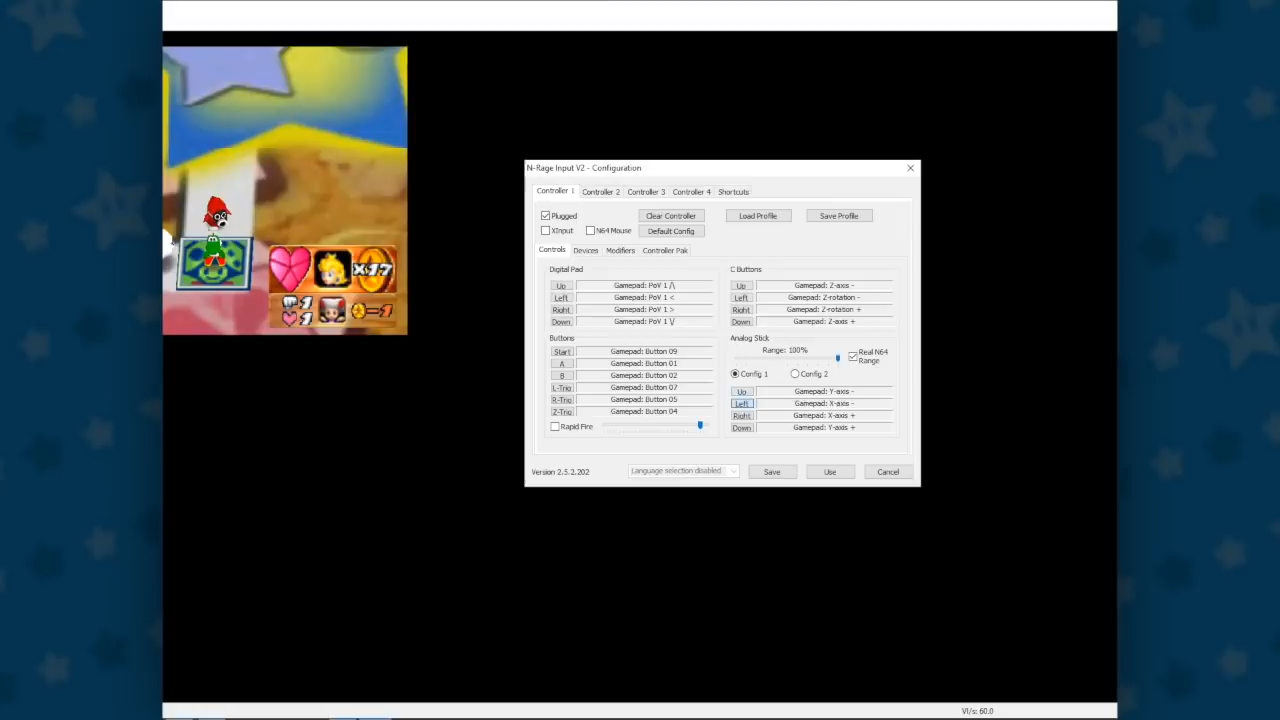 N-Rage Input V2 - Configuration
Controller 1 Controller 2 Controller 3 Controller 4 Shortcuts
Plugged Clear Controller Load Profile Save Profile
XInput N64 Mouse Default Config
Controls Devices Modifiers Controller Pak
Digital Pad
Up Gamepad: PoV 1 /\
Left Gamepad: PoV 1 <
Right Gamepad: PoV 1 >
Down Gamepad: PoV 1 \/
C Buttons
Up Gamepad: Z-axis -
Left Gamepad: Z-rotation -
Right Gamepad: Z-rotation +
Down Gamepad: Z-axis +
Buttons
Start Gamepad: Button 09
A Gamepad: Button 01
B Gamepad: Button 02
L-Trig Gamepad: Button 07
R-Trig Gamepad: Button 05
Z-Trig Gamepad: Button 04
Rapid Fire
Analog Stick
Range: 100%
Real N64
Range
Config 1 Config 2
Up Gamepad: Y-axis -
Left Gamepad: X-axis -
Right Gamepad: X-axis +
Down Gamepad: Y-axis +
Version 2.5.2.202 Language selection disabled Save Use Cancel
×17
1 -1
1
VI/s: 60.0